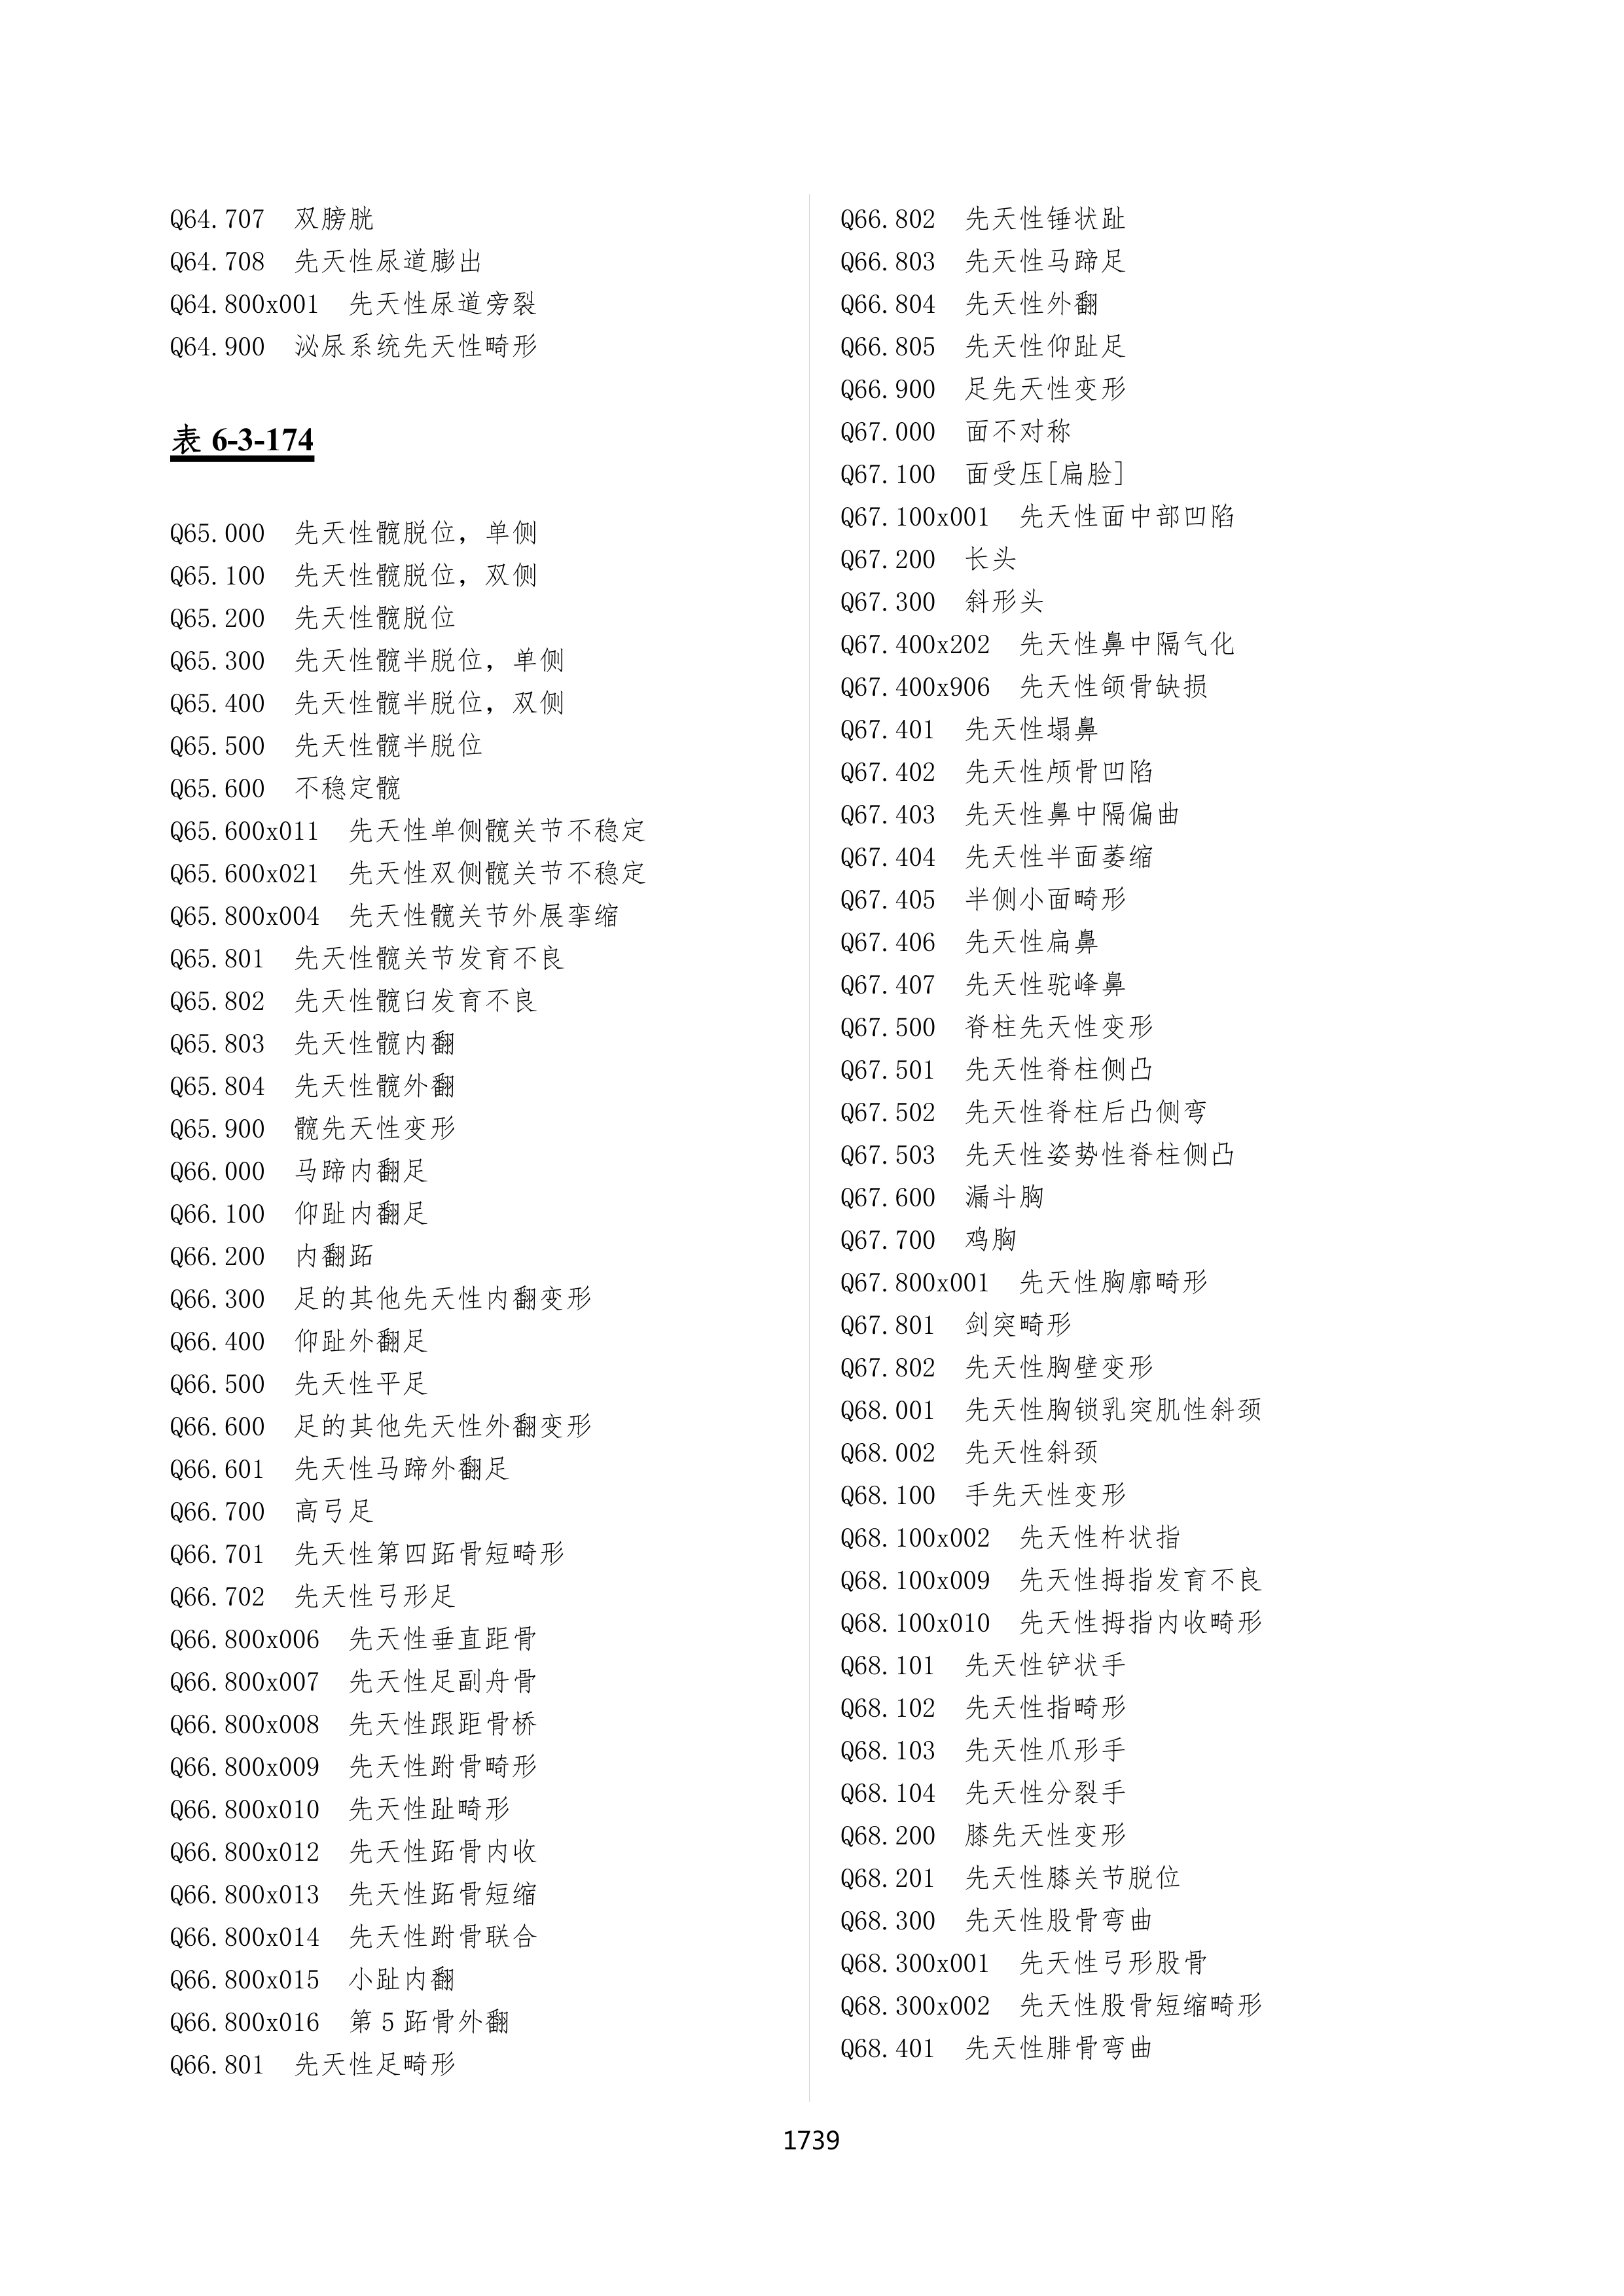 Q64.707 双膀胱
Q64.708 先天性尿道膨出
Q64.800x001 先天性尿道旁裂
Q64.900 泌尿系统先天性畸形
表 6-3-174
Q65.000 先天性髋脱位，单侧
Q65.100 先天性髋脱位，双侧
Q65.200 先天性髋脱位
Q65.300 先天性髋半脱位，单侧
Q65.400 先天性髋半脱位，双侧
Q65.500 先天性髋半脱位
Q65.600 不稳定髋
Q65.600x011 先天性单侧髋关节不稳定
Q65.600x021 先天性双侧髋关节不稳定
Q65.800x004 先天性髋关节外展挛缩
Q65.801 先天性髋关节发育不良
Q65.802 先天性髋臼发育不良
Q65.803 先天性髋内翻
Q65.804 先天性髋外翻
Q65.900 髋先天性变形
Q66.000 马蹄内翻足
Q66.100 仰趾内翻足
Q66.200 内翻跖
Q66.300 足的其他先天性内翻变形
Q66.400 仰趾外翻足
Q66.500 先天性平足
Q66.600 足的其他先天性外翻变形
Q66.601 先天性马蹄外翻足
Q66.700 高弓足
Q66.701 先天性第四跖骨短畸形
Q66.702 先天性弓形足
Q66.800x006 先天性垂直距骨
Q66.800x007 先天性足副舟骨
Q66.800x008 先天性跟距骨桥
Q66.800x009 先天性跗骨畸形
Q66.800x010 先天性趾畸形
Q66.800x012 先天性跖骨内收
Q66.800x013 先天性跖骨短缩
Q66.800x014 先天性跗骨联合
Q66.800x015 小趾内翻
Q66.800x016 第 5 跖骨外翻
Q66.801 先天性足畸形
Q66.802 先天性锤状趾
Q66.803 先天性马蹄足
Q66.804 先天性外翻
Q66.805 先天性仰趾足
Q66.900 足先天性变形
Q67.000 面不对称
Q67.100 面受压[扁脸]
Q67.100x001 先天性面中部凹陷
Q67.200 长头
Q67.300 斜形头
Q67.400x202 先天性鼻中隔气化
Q67.400x906 先天性颌骨缺损
Q67.401 先天性塌鼻
Q67.402 先天性颅骨凹陷
Q67.403 先天性鼻中隔偏曲
Q67.404 先天性半面萎缩
Q67.405 半侧小面畸形
Q67.406 先天性扁鼻
Q67.407 先天性驼峰鼻
Q67.500 脊柱先天性变形
Q67.501 先天性脊柱侧凸
Q67.502 先天性脊柱后凸侧弯
Q67.503 先天性姿势性脊柱侧凸
Q67.600 漏斗胸
Q67.700 鸡胸
Q67.800x001 先天性胸廓畸形
Q67.801 剑突畸形
Q67.802 先天性胸壁变形
Q68.001 先天性胸锁乳突肌性斜颈
Q68.002 先天性斜颈
Q68.100 手先天性变形
Q68.100x002 先天性杵状指
Q68.100x009 先天性拇指发育不良
Q68.100x010 先天性拇指内收畸形
Q68.101 先天性铲状手
Q68.102 先天性指畸形
Q68.103 先天性爪形手
Q68.104 先天性分裂手
Q68.200 膝先天性变形
Q68.201 先天性膝关节脱位
Q68.300 先天性股骨弯曲
Q68.300x001 先天性弓形股骨
Q68.300x002 先天性股骨短缩畸形
Q68.401 先天性腓骨弯曲
1739